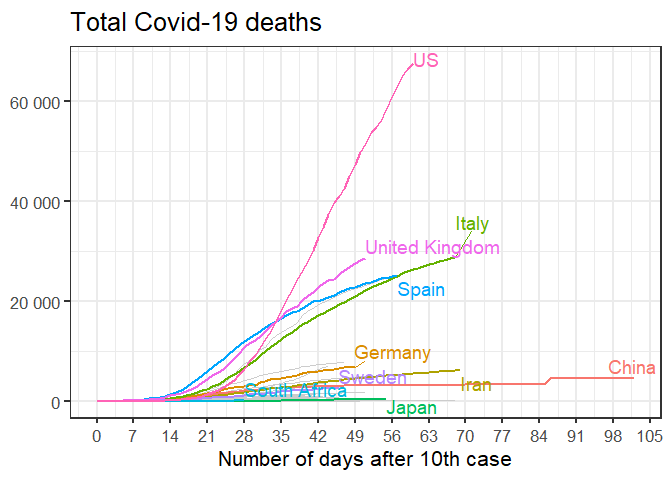 Total Covid-19 deaths
US
60 000
40 000
Italy
United Kingdom
Spain
20 000
Germany
China
Sweden
Iran
South Africa
Japan
0
0 7 14 21 28 35 42 49 56 63 70 77 84 91 98 105
Number of days after 10th case